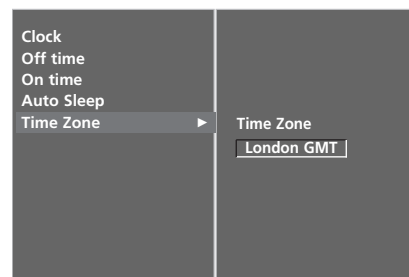 Clock
Off time
On time
Auto Sleep
Time Zone ►
Time Zone
London GMT